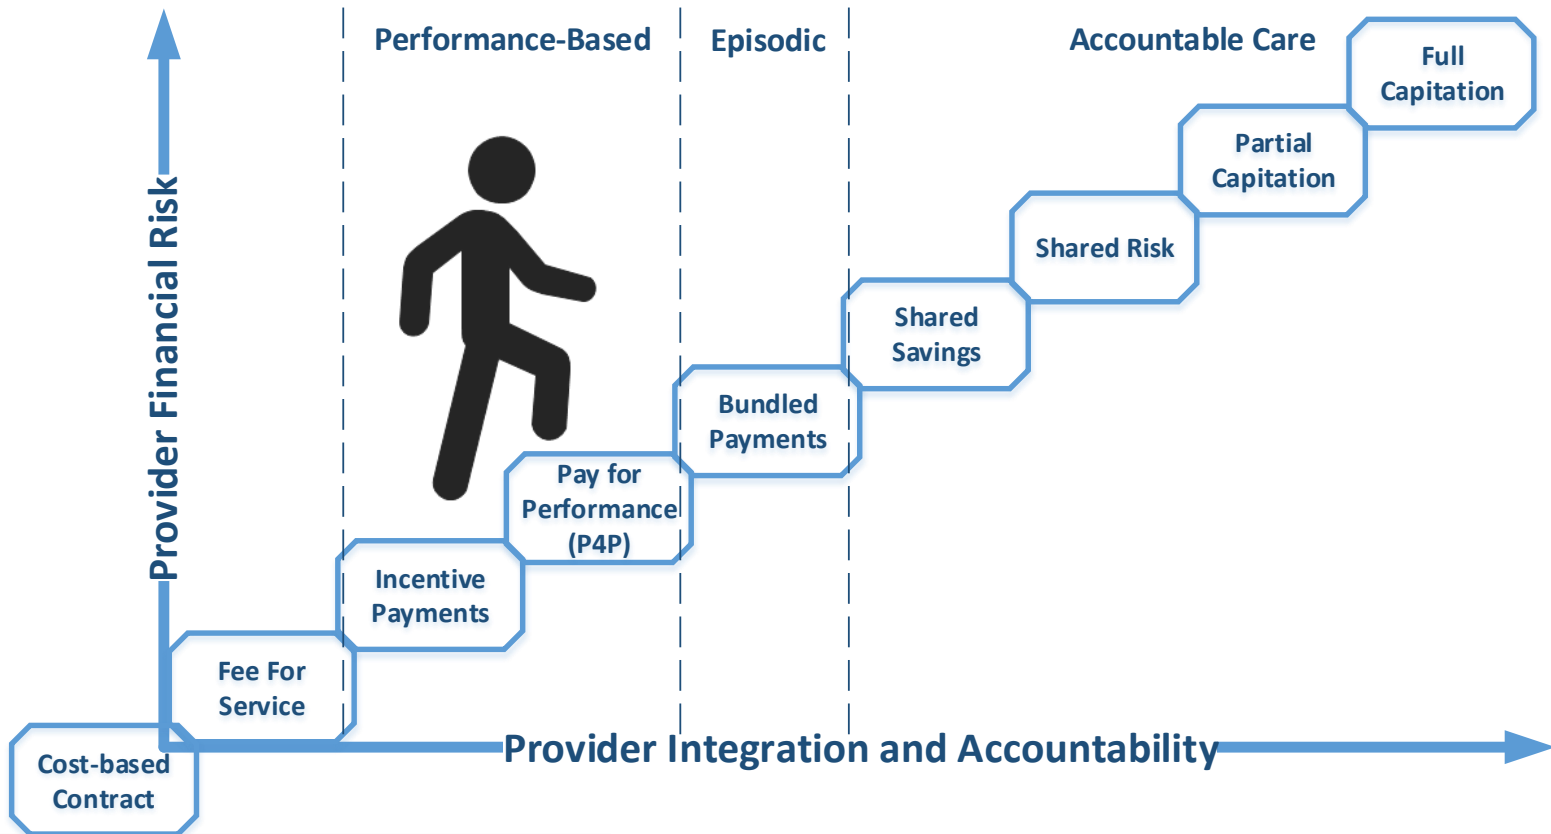 Performance-Based
Episodic
Accountable Care
Full
Capitation
Partial
Capitation
Shared Risk
Shared
Savings
Bundled
Payments
Pay for
Performance
(P4P)
Incentive
Payments
Fee For
Service
Cost-based
Contract
Provider Financial Risk
Provider Integration and Accountability